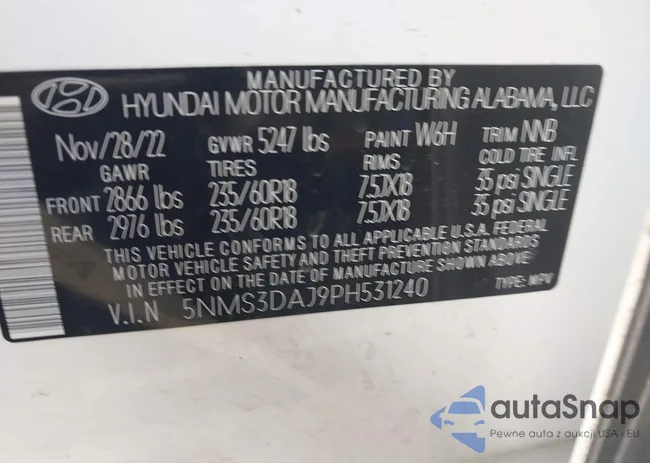 MANUFACTURED BY
HYUNDAI MOTOR MANUFACTURING ALABAMA, LLC
Nov/28/22 GVWR 5247 lbs PAINT W6H TRIM NNB
GAWR TIRES RIMS COLD TIRE INFL
FRONT 2866 lbs 235/60R18 7.5JX18 35 psi SINGLE
REAR 2976 lbs 235/60R18 7.5JX18 35 psi SINGLE
THIS VEHICLE CONFORMS TO ALL APPLICABLE U.S.A. FEDERAL
MOTOR VEHICLE SAFETY AND THEFT PREVENTION STANDARDS
IN EFFECT ON THE DATE OF MANUFACTURE SHOWN ABOVE.
V.I.N 5NMS3DAJ9PH531240 TYPE: MPV
autaSnap
Pewne auta z aukcji USA i EU